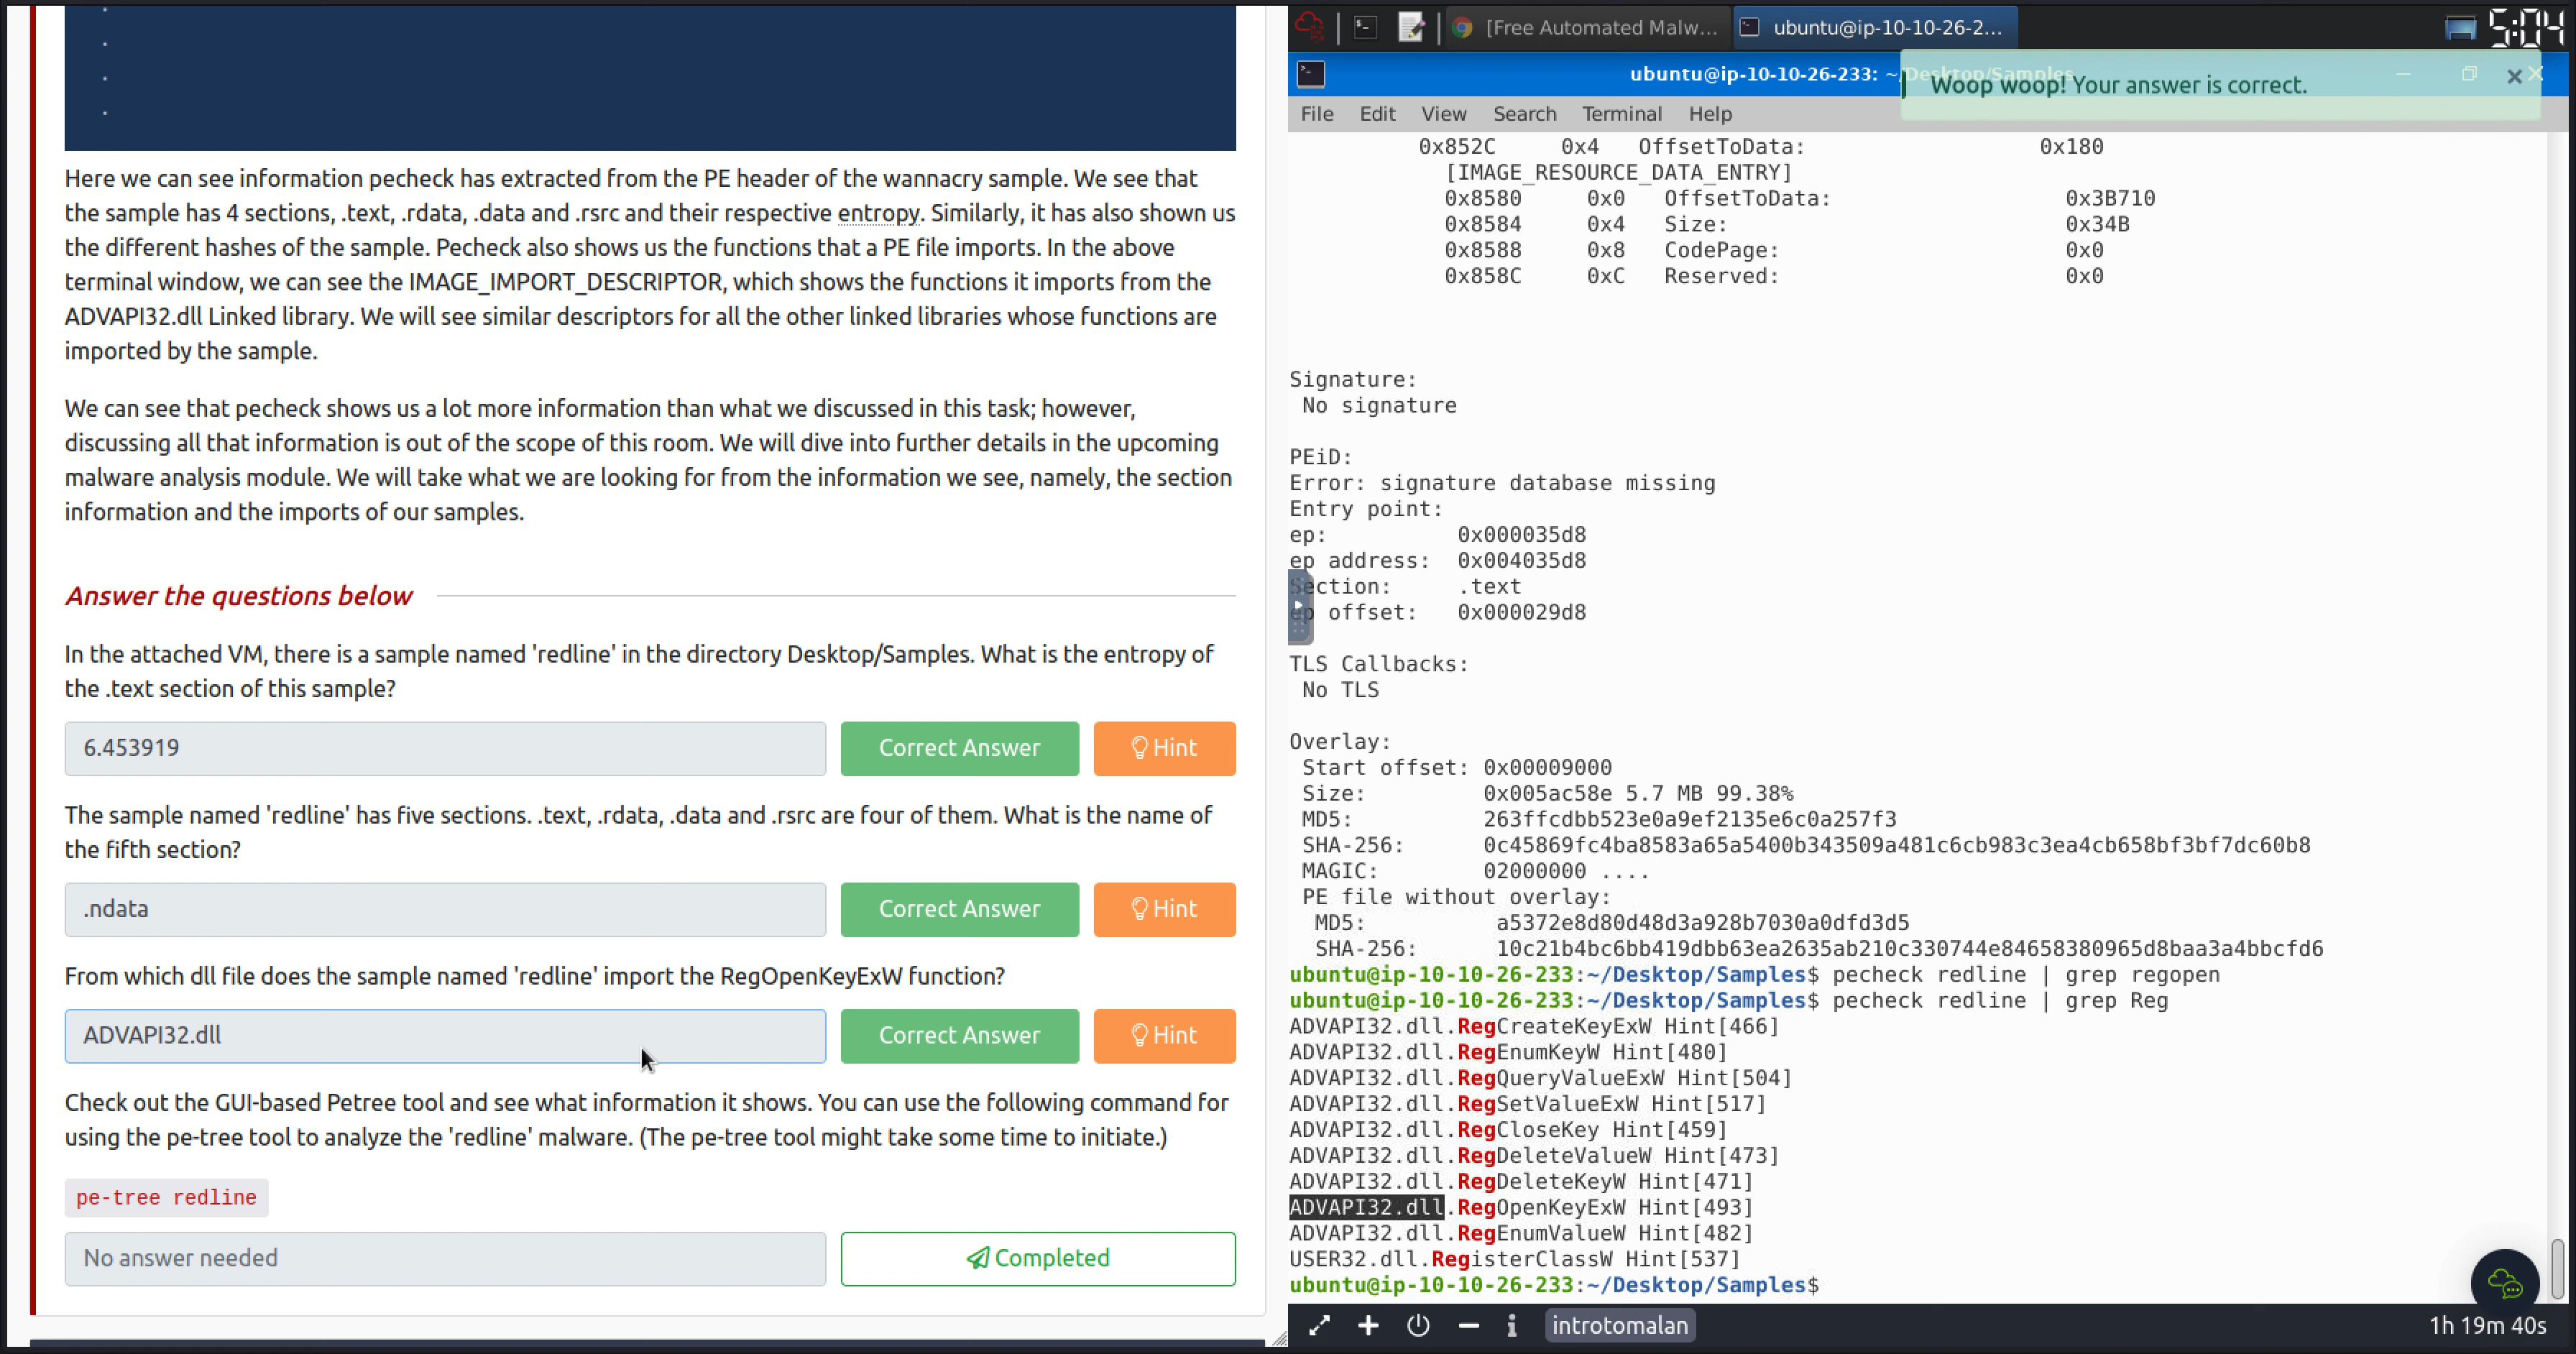 Here we can see information pecheck has extracted from the PE header of the wannacry sample. We see that
the sample has 4 sections, .text, .rdata, .data and .rsrc and their respective entropy. Similarly, it has also shown us
the different hashes of the sample. Pecheck also shows us the functions that a PE file imports. In the above
terminal window, we can see the IMAGE_IMPORT_DESCRIPTOR, which shows the functions it imports from the
ADVAPI32.dll Linked library. We will see similar descriptors for all the other linked libraries whose functions are
imported by the sample.
We can see that pecheck shows us a lot more information than what we discussed in this task; however,
discussing all that information is out of the scope of this room. We will dive into further details in the upcoming
malware analysis module. We will take what we are looking for from the information we see, namely, the section
information and the imports of our samples.
Answer the questions below
In the attached VM, there is a sample named 'redline' in the directory Desktop/Samples. What is the entropy of
the .text section of this sample?
6.453919
Correct Answer
Hint
The sample named 'redline' has five sections. .text, .rdata, .data and .rsrc are four of them. What is the name of
the fifth section?
.ndata
Correct Answer
Hint
From which dll file does the sample named 'redline' import the RegOpenKeyExW function?
ADVAPI32.dll
Correct Answer
Hint
Check out the GUI-based Petree tool and see what information it shows. You can use the following command for
using the pe-tree tool to analyze the 'redline' malware. (The pe-tree tool might take some time to initiate.)
pe-tree redline
No answer needed
Completed
[Free Automated Malw...
ubuntu@ip-10-10-26-2...
5:04
ubuntu@ip-10-10-26-233: ~/Desktop/Samples
Woop woop! Your answer is correct.
File Edit View Search Terminal Help
0x852C 0x4 OffsetToData: 0x180
[IMAGE_RESOURCE_DATA_ENTRY]
0x8580 0x0 OffsetToData: 0x3B710
0x8584 0x4 Size: 0x34B
0x8588 0x8 CodePage: 0x0
0x858C 0xC Reserved: 0x0
Signature:
No signature
PEiD:
Error: signature database missing
Entry point:
ep: 0x000035d8
ep address: 0x004035d8
Section: .text
ep offset: 0x000029d8
TLS Callbacks:
No TLS
Overlay:
Start offset: 0x00009000
Size: 0x005ac58e 5.7 MB 99.38%
MD5: 263ffcdbb523e0a9ef2135e6c0a257f3
SHA-256: 0c45869fc4ba8583a65a5400b343509a481c6cb983c3ea4cb658bf3bf7dc60b8
MAGIC: 02000000 ....
PE file without overlay:
MD5: a5372e8d80d48d3a928b7030a0dfd3d5
SHA-256: 10c21b4bc6bb419dbb63ea2635ab210c330744e84658380965d8baa3a4bbcfd6
ubuntu@ip-10-10-26-233:~/Desktop/Samples$ pecheck redline | grep regopen
ubuntu@ip-10-10-26-233:~/Desktop/Samples$ pecheck redline | grep Reg
ADVAPI32.dll.RegCreateKeyExW Hint[466]
ADVAPI32.dll.RegEnumKeyW Hint[480]
ADVAPI32.dll.RegQueryValueExW Hint[504]
ADVAPI32.dll.RegSetValueExW Hint[517]
ADVAPI32.dll.RegCloseKey Hint[459]
ADVAPI32.dll.RegDeleteValueW Hint[473]
ADVAPI32.dll.RegDeleteKeyW Hint[471]
ADVAPI32.dll.RegOpenKeyExW Hint[493]
ADVAPI32.dll.RegEnumValueW Hint[482]
USER32.dll.RegisterClassW Hint[537]
ubuntu@ip-10-10-26-233:~/Desktop/Samples$
introtomalan
1h 19m 40s